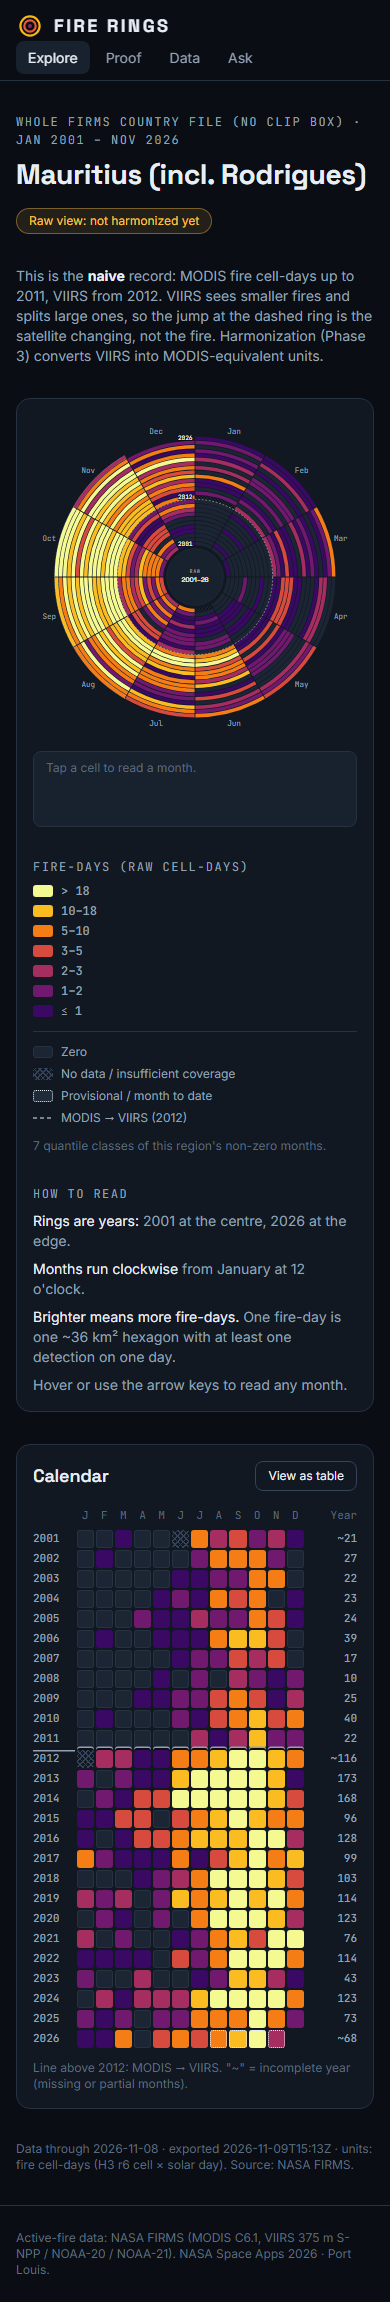 FIRE RINGS
Explore Proof Data Ask
WHOLE FIRMS COUNTRY FILE (NO CLIP BOX) ·
JAN 2001 – NOV 2026
Mauritius (incl. Rodrigues)
Raw view: not harmonized yet
This is the naive record: MODIS fire cell-days up to
2011, VIIRS from 2012. VIIRS sees smaller fires and
splits large ones, so the jump at the dashed ring is the
satellite changing, not the fire. Harmonization (Phase
3) converts VIIRS into MODIS-equivalent units.
Dec Jan
2026
Nov Feb
2012
Oct Mar
2001
RAW
2001–26
Sep Apr
Aug May
Jul Jun
Tap a cell to read a month.
FIRE-DAYS (RAW CELL-DAYS)
> 18
10–18
5–10
3–5
2–3
1–2
≤ 1
Zero
No data / insufficient coverage
Provisional / month to date
MODIS → VIIRS (2012)
7 quantile classes of this region's non-zero months.
HOW TO READ
Rings are years: 2001 at the centre, 2026 at the
edge.
Months run clockwise from January at 12
o'clock.
Brighter means more fire-days. One fire-day is
one ~36 km² hexagon with at least one
detection on one day.
Hover or use the arrow keys to read any month.
Calendar View as table
J F M A M J J A S O N D Year
2001 ~21
2002 27
2003 22
2004 23
2005 24
2006 39
2007 17
2008 10
2009 25
2010 40
2011 22
2012 ~116
2013 173
2014 168
2015 96
2016 128
2017 99
2018 103
2019 114
2020 123
2021 76
2022 114
2023 43
2024 123
2025 73
2026 ~68
Line above 2012: MODIS → VIIRS. "~" = incomplete year
(missing or partial months).
Data through 2026-11-08 · exported 2026-11-09T15:13Z · units:
fire cell-days (H3 r6 cell × solar day). Source: NASA FIRMS.
Active-fire data: NASA FIRMS (MODIS C6.1, VIIRS 375 m S-
NPP / NOAA-20 / NOAA-21). NASA Space Apps 2026 · Port
Louis.